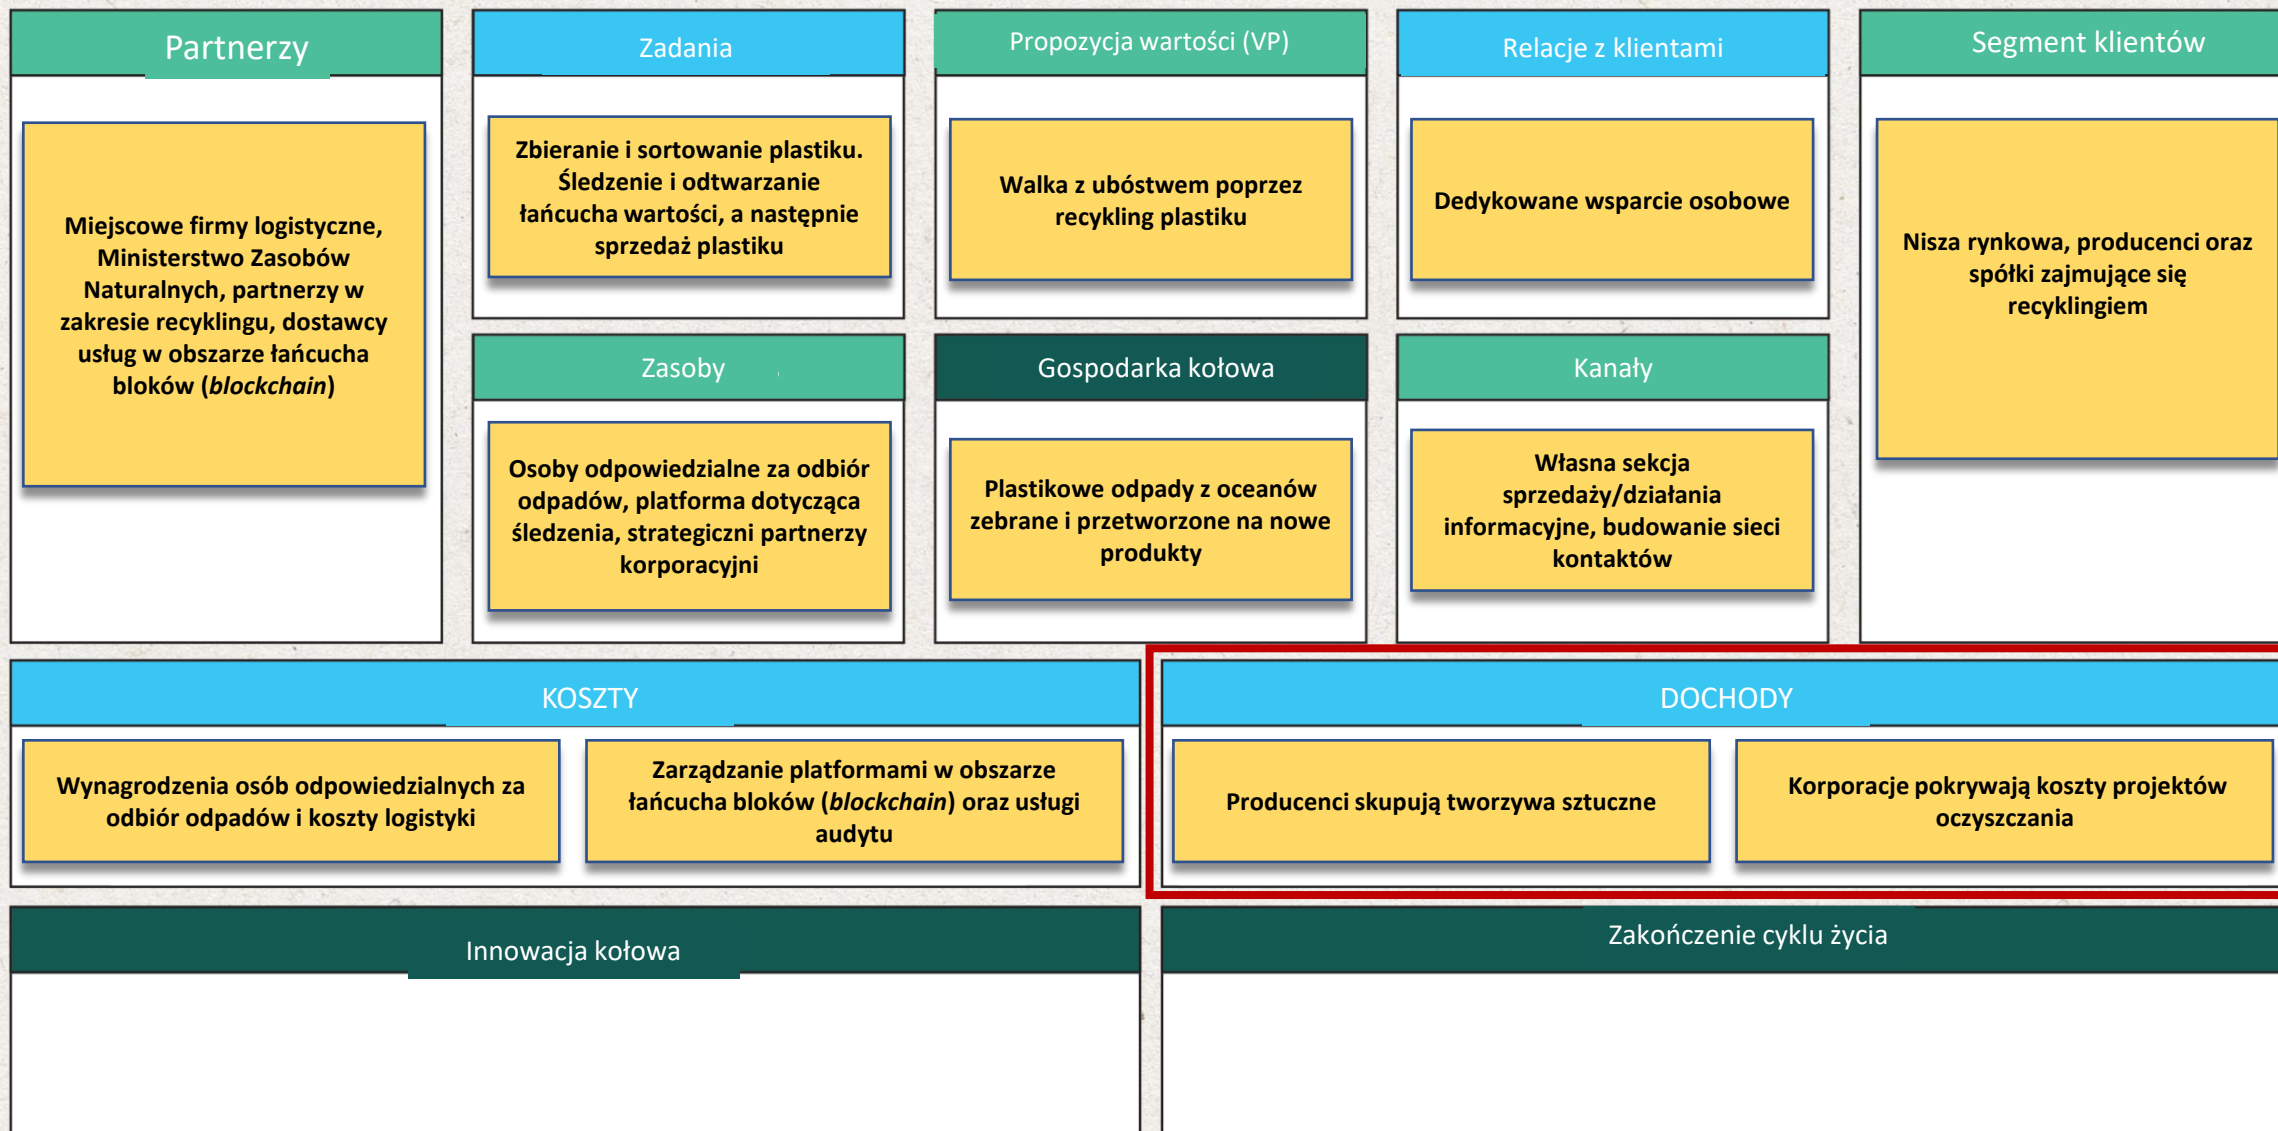 Partnerzy
Miejscowe firmy logistyczne,
Ministerstwo Zasobów
Naturalnych, partnerzy w
zakresie recyklingu, dostawcy
usług w obszarze łańcucha
bloków (blockchain)
Zadania
Zbieranie i sortowanie plastiku.
Śledzenie i odtwarzanie
łańcucha wartości, a następnie
sprzedaż plastiku
Zasoby
Osoby odpowiedzialne za odbiór
odpadów, platforma dotycząca
śledzenia, strategiczni partnerzy
korporacyjni
Propozycja wartości (VP)
Walka z ubóstwem poprzez
recykling plastiku
Gospodarka kołowa
Plastikowe odpady z oceanów
zebrane i przetworzone na nowe
produkty
Relacje z klientami
Dedykowane wsparcie osobowe
Kanały
Własna sekcja
sprzedaży/działania
informacyjne, budowanie sieci
kontaktów
Segment klientów
Nisza rynkowa, producenci oraz
spółki zajmujące się
recyklingiem
KOSZTY
Wynagrodzenia osób odpowiedzialnych za
odbiór odpadów i koszty logistyki
Zarządzanie platformami w obszarze
łańcucha bloków (blockchain) oraz usługi
audytu
DOCHODY
Producenci skupują tworzywa sztuczne
Korporacje pokrywają koszty projektów
oczyszczania
Innowacja kołowa
Zakończenie cyklu życia